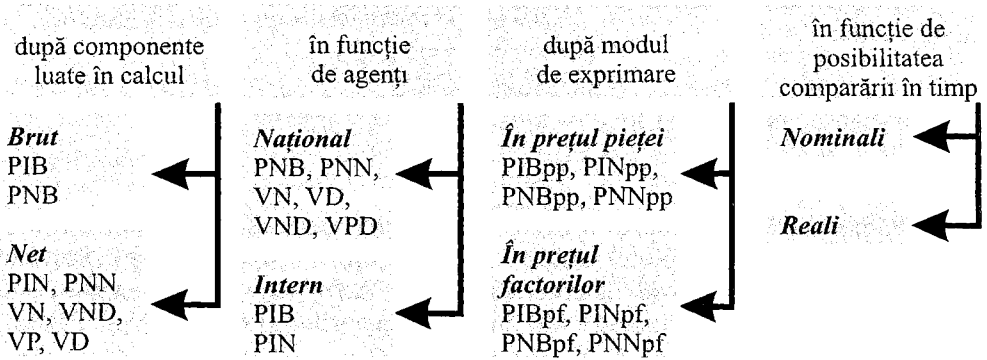 după componente
luate în calcul
Brut
PIB
PNB
Net
PIN, PNN
VN, VND,
VP, VD
în funcție
de agenți
Național
PNB, PNN,
VN, VD,
VND, VPD
Intern
PIB
PIN
după modul
de exprimare
În prețul pieței
PIBpp, PINpp,
PNBpp, PNNpp
În prețul
factorilor
PIBpf, PINpf,
PNBpf, PNNpf
în funcție de
posibilitatea
comparării în timp
Nominali
Reali